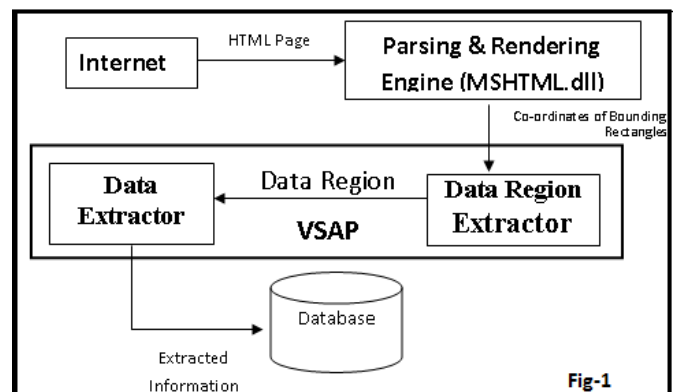 Internet
HTML Page
Parsing & Rendering
Engine (MSHTML.dll)
Co-ordinates of Bounding
Rectangles
Data
Extractor
Data Region
Data Region
Extractor
VSAP
Database
Extracted
Information
Fig-1